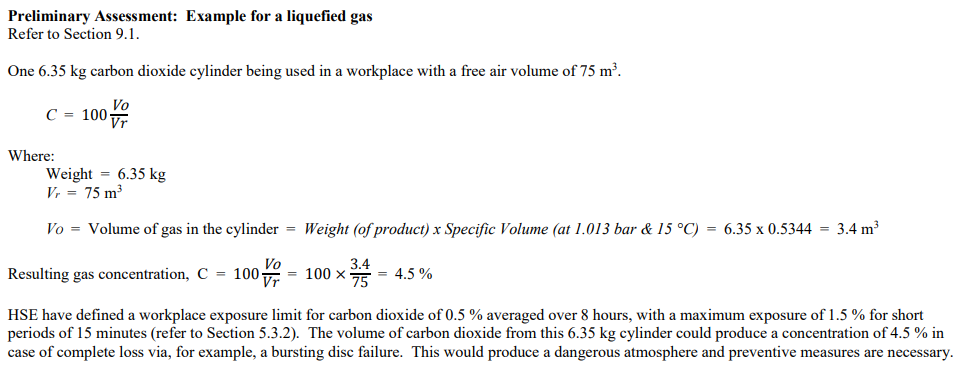 Preliminary Assessment: Example for a liquefied gas
Refer to Section 9.1.
One 6.35 kg carbon dioxide cylinder being used in a workplace with a free air volume of 75 m³.
C = 100 Vo/Vr
Where:
Weight = 6.35 kg
Vr = 75 m³
Vo = Volume of gas in the cylinder = Weight (of product) x Specific Volume (at 1.013 bar & 15 °C) = 6.35 x 0.5344 = 3.4 m³
Resulting gas concentration, C = 100 Vo/Vr = 100 × 3.4/75 = 4.5 %
HSE have defined a workplace exposure limit for carbon dioxide of 0.5 % averaged over 8 hours, with a maximum exposure of 1.5 % for short
periods of 15 minutes (refer to Section 5.3.2). The volume of carbon dioxide from this 6.35 kg cylinder could produce a concentration of 4.5 % in
case of complete loss via, for example, a bursting disc failure. This would produce a dangerous atmosphere and preventive measures are necessary.